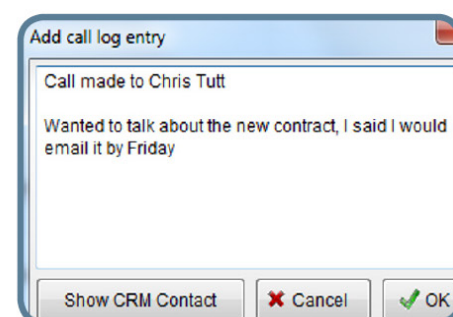 Add call log entry
Call made to Chris Tutt
Wanted to talk about the new contract, I said I would
email it by Friday
Show CRM Contact
Cancel
OK